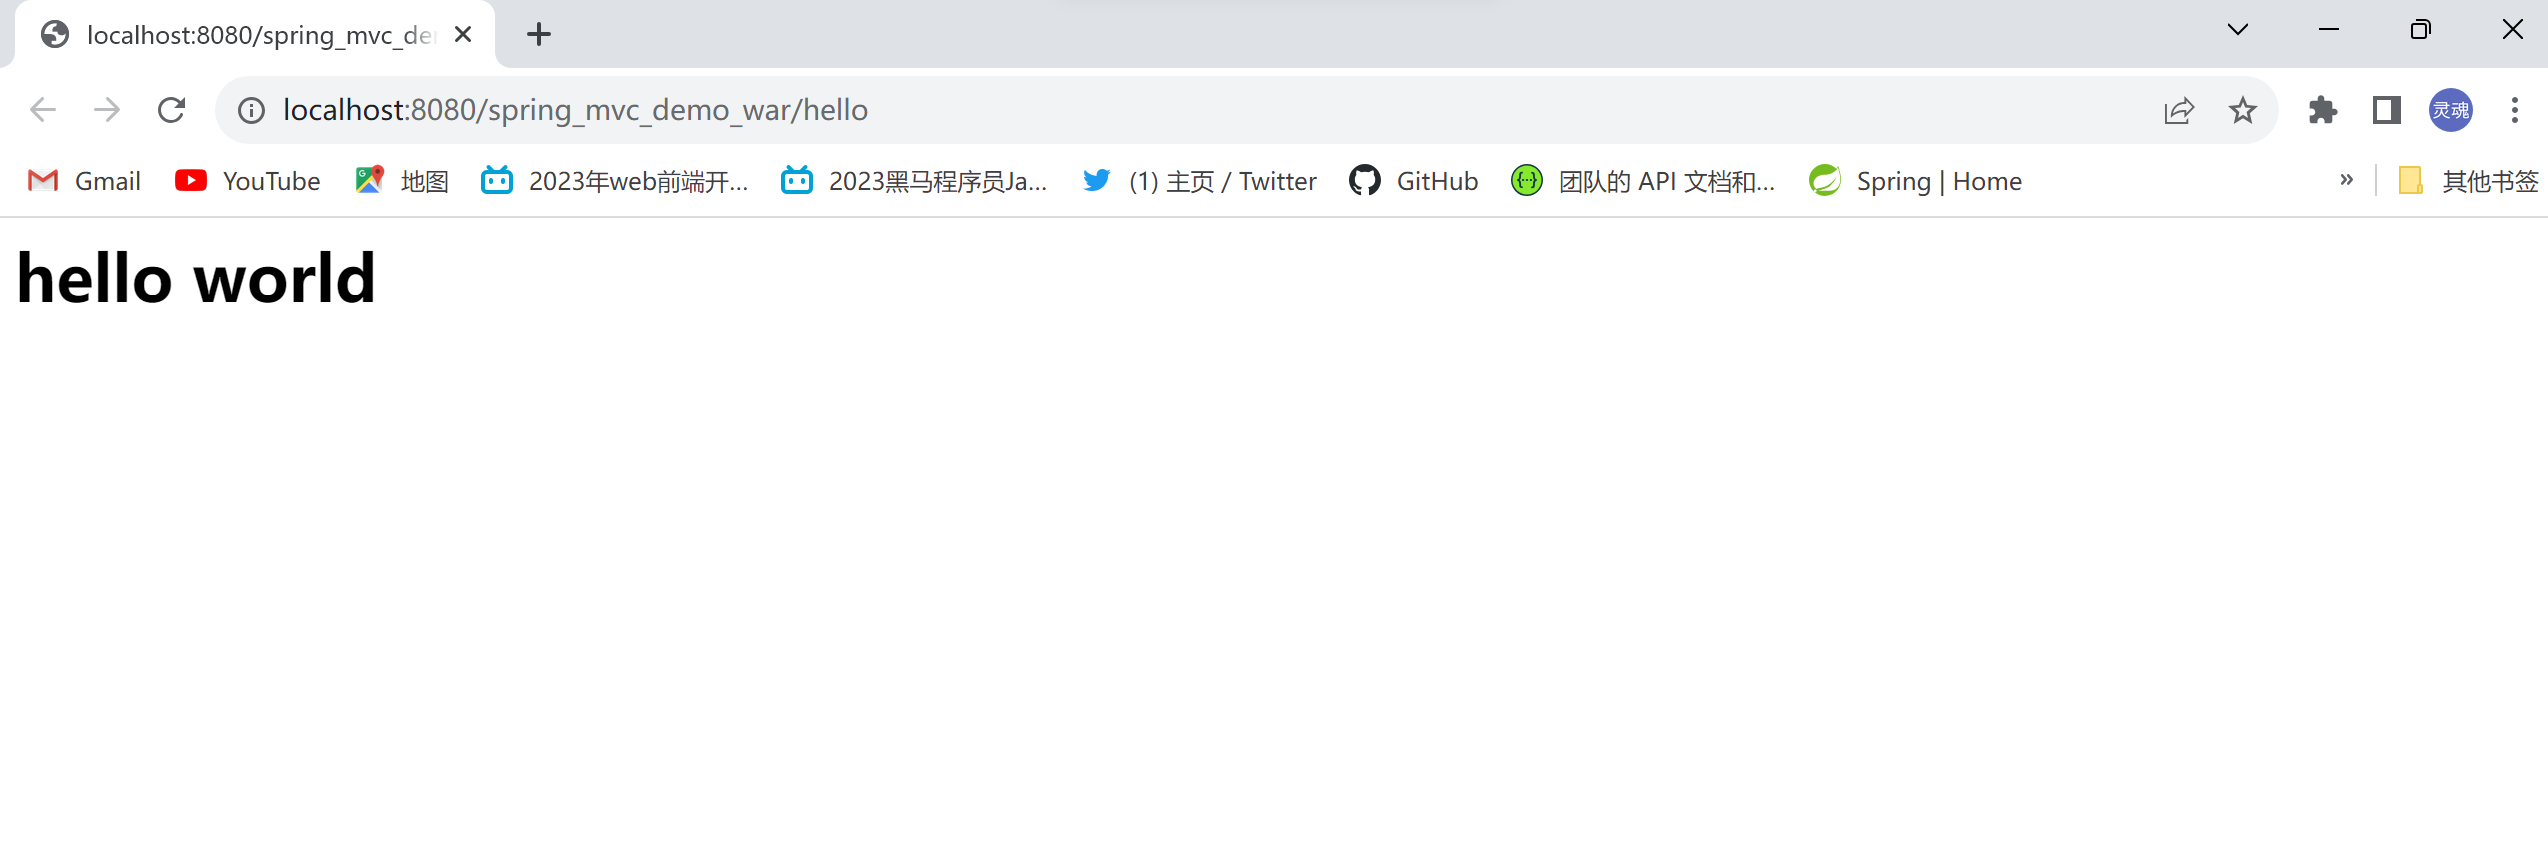 localhost:8080/spring_mvc_de
localhost:8080/spring_mvc_demo_war/hello
灵魂
Gmail YouTube 地图 2023年web前端开... 2023黑马程序员Ja... (1) 主页 / Twitter GitHub 团队的 API 文档和... Spring | Home » 其他书签
hello world